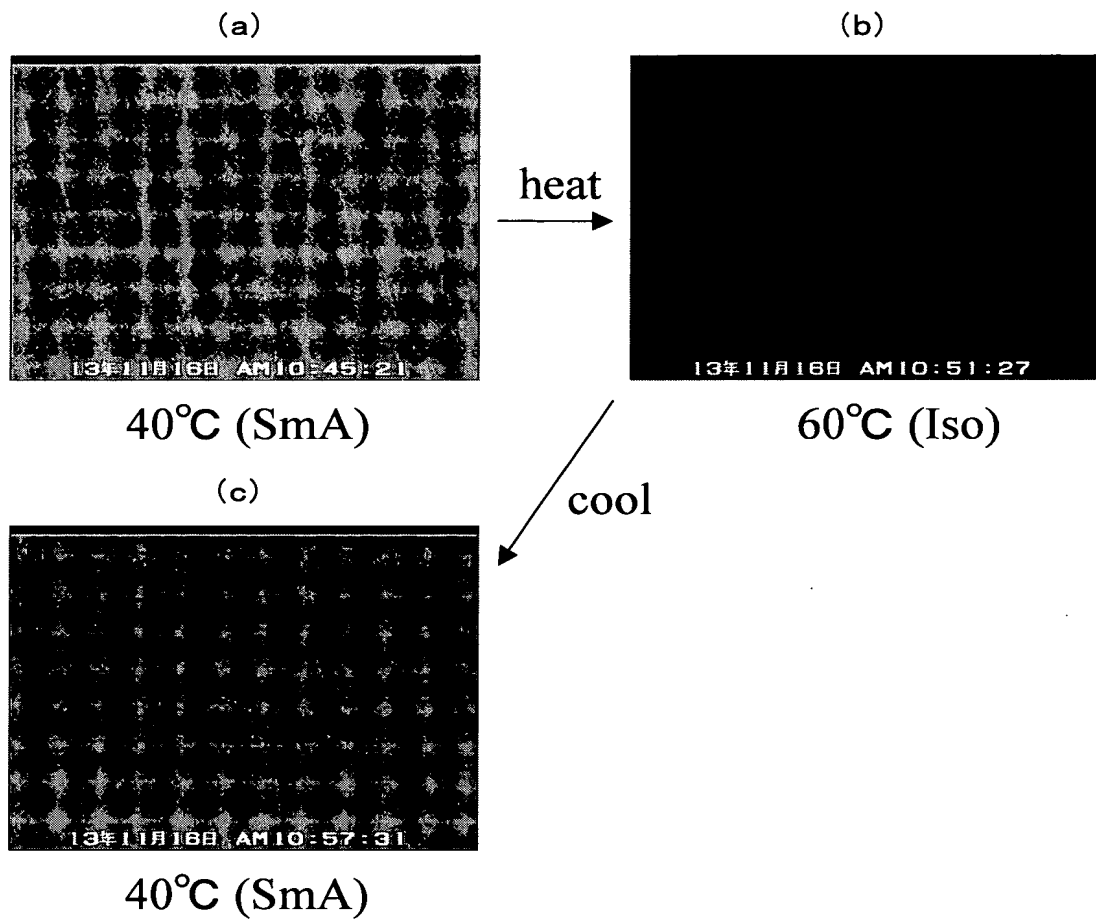 (a)
(b)
13年11月16日 AM10:45:21
heat
13年11月16日 AM10:51:27
40℃ (SmA)
60℃ (Iso)
(c)
cool
13年11月16日 AM10:57:31
40℃ (SmA)